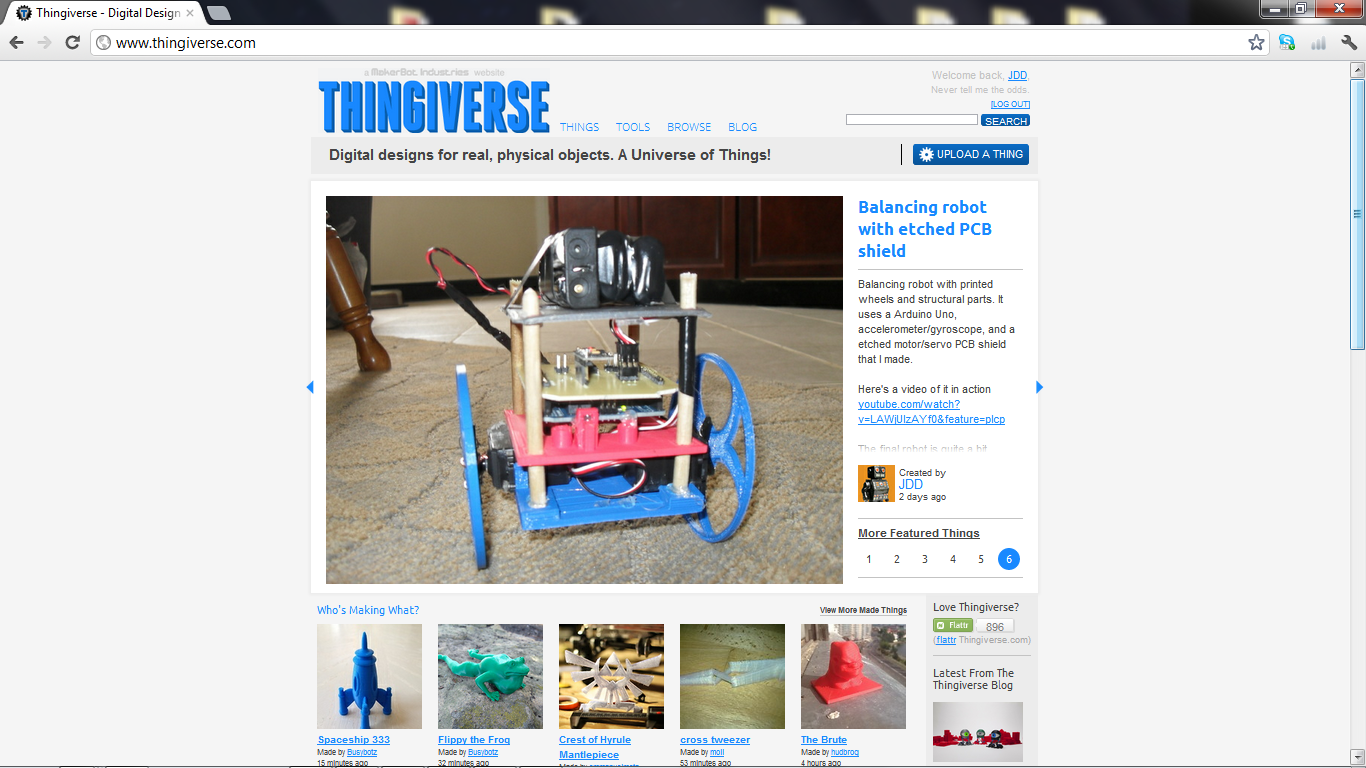 Thingiverse - Digital Design
www.thingiverse.com
a MakerBot Industries website
THINGIVERSE
THINGS TOOLS BROWSE BLOG
Welcome back, JDD.
Never tell me the odds.
[LOG OUT]
SEARCH
Digital designs for real, physical objects. A Universe of Things!
UPLOAD A THING
Balancing robot
with etched PCB
shield
Balancing robot with printed
wheels and structural parts. It
uses a Arduino Uno,
accelerometer/gyroscope, and a
etched motor/servo PCB shield
that I made.
Here's a video of it in action
youtube.com/watch?
The final robot is quite a bit
Created by
JDD
2 days ago
More Featured Things
1 2 3 4 5 6
Who's Making What?
View More Made Things
Spaceship 333
Made by Busybotz
15 minutes ago
Flippy the Frog
Made by Busybotz
32 minutes ago
Crest of Hyrule
Mantlepiece
Made by
cross tweezer
Made by moli
53 minutes ago
The Brute
Made by hudbrog
4 hours ago
Love Thingiverse?
Flattr 896
(flattr Thingiverse.com)
Latest From The
Thingiverse Blog